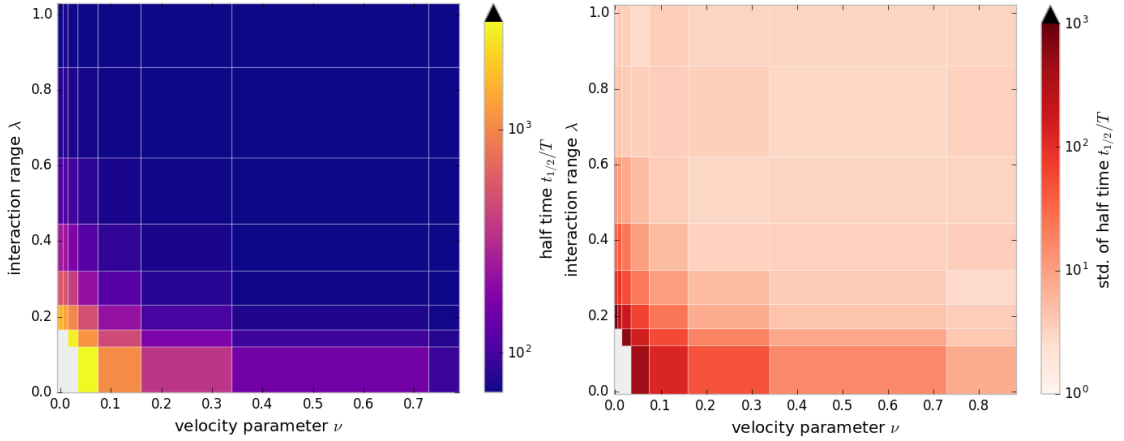 1.0
0.8
0.6
0.4
0.2
0.0
interaction range λ
0.0 0.1 0.2 0.3 0.4 0.5 0.6 0.7
velocity parameter ν
10³
10²
half time t₁/₂/T
1.0
0.8
0.6
0.4
0.2
0.0
interaction range λ
0.0 0.1 0.2 0.3 0.4 0.5 0.6 0.7 0.8
velocity parameter ν
10³
10²
10¹
10⁰
std. of half time t₁/₂/T